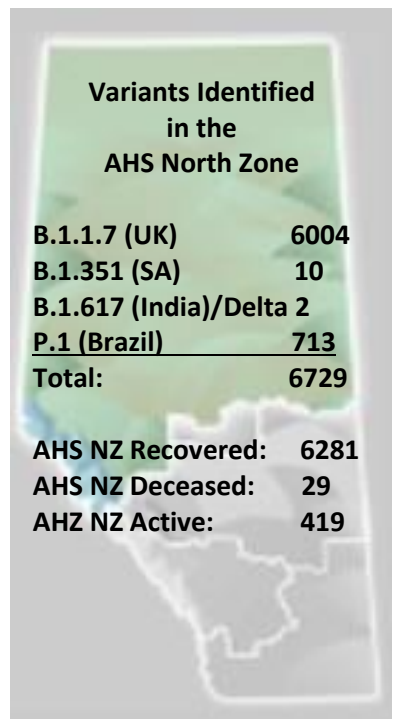 Variants Identified
in the
AHS North Zone
B.1.1.7 (UK) 6004
B.1.351 (SA) 10
B.1.617 (India)/Delta 2
P.1 (Brazil) 713
Total: 6729
AHS NZ Recovered: 6281
AHS NZ Deceased: 29
AHZ NZ Active: 419